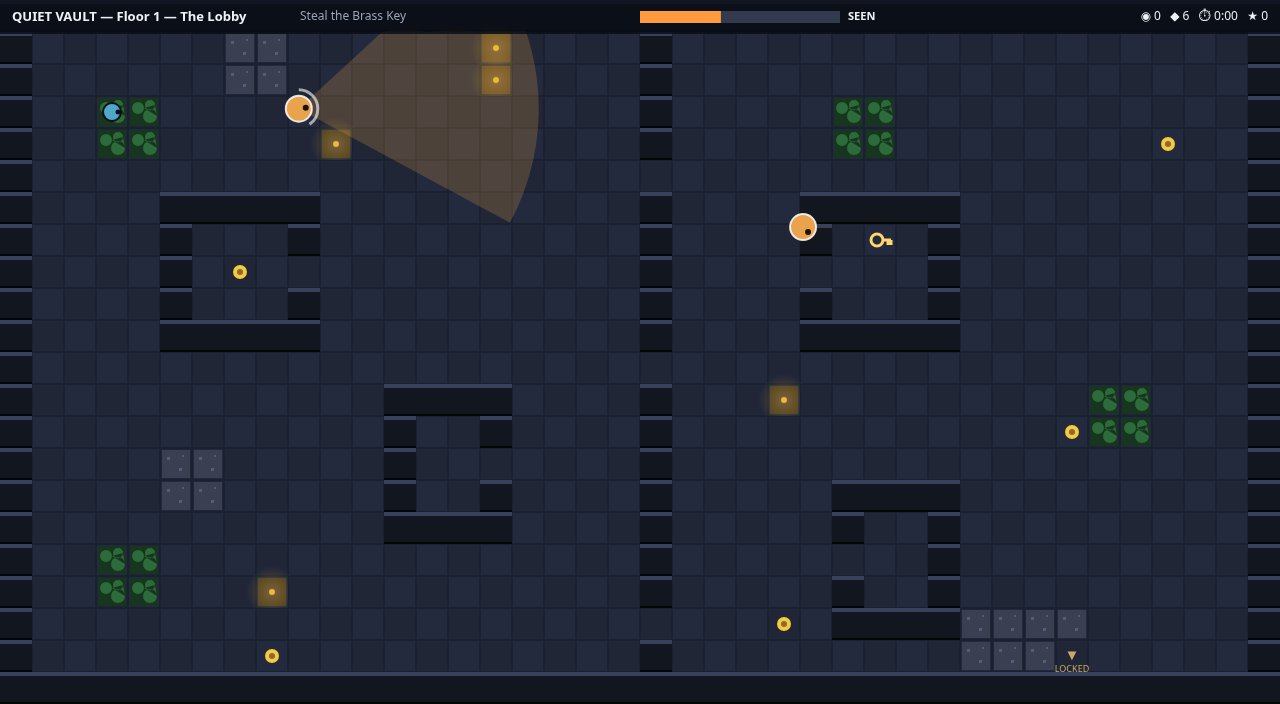 QUIET VAULT — Floor 1 — The Lobby
Steal the Brass Key
SEEN
◉ 0 ◆ 6 ⏱ 0:00 ★ 0
LOCKED